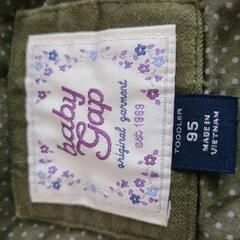 baby
Gap
original garment
est 1969
TODDLER
95
MADE IN
VIETNAM